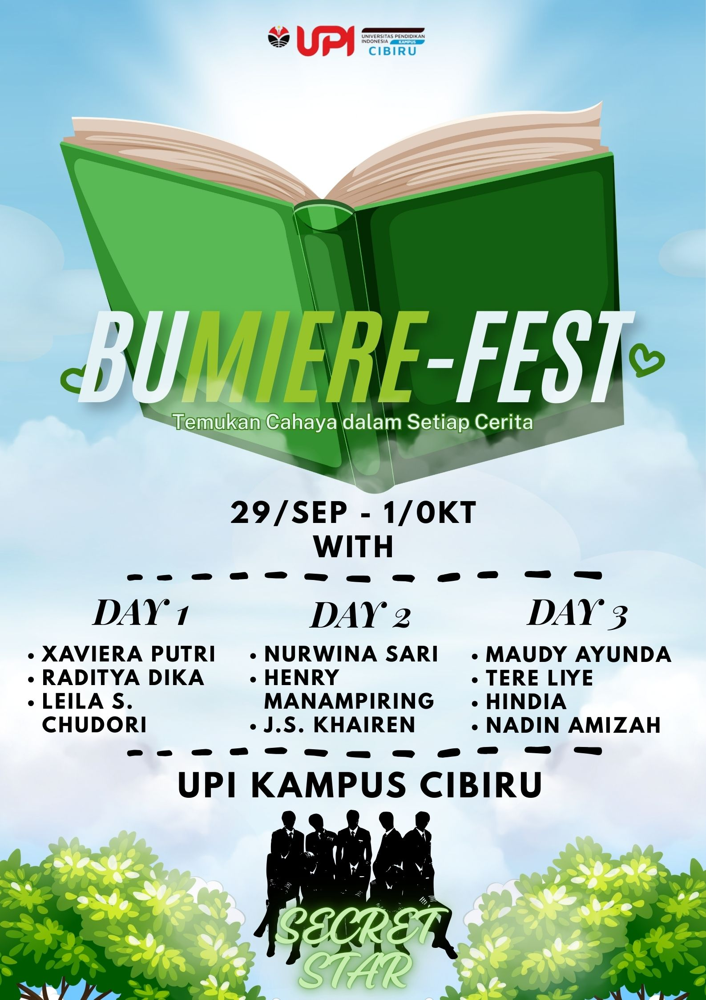 UPI
UNIVERSITAS PENDIDIKAN
INDONESIA KAMPUS
CIBIRU
BUMIERE-FEST
Temukan Cahaya dalam Setiap Cerita
29/SEP - 1/0KT
WITH
DAY 1
• XAVIERA PUTRI
• RADITYA DIKA
• LEILA S.
CHUDORI
DAY 2
• NURWINA SARI
• HENRY
MANAMPIRING
• J.S. KHAIREN
DAY 3
• MAUDY AYUNDA
• TERE LIYE
• HINDIA
• NADIN AMIZAH
UPI KAMPUS CIBIRU
SECRET
STAR